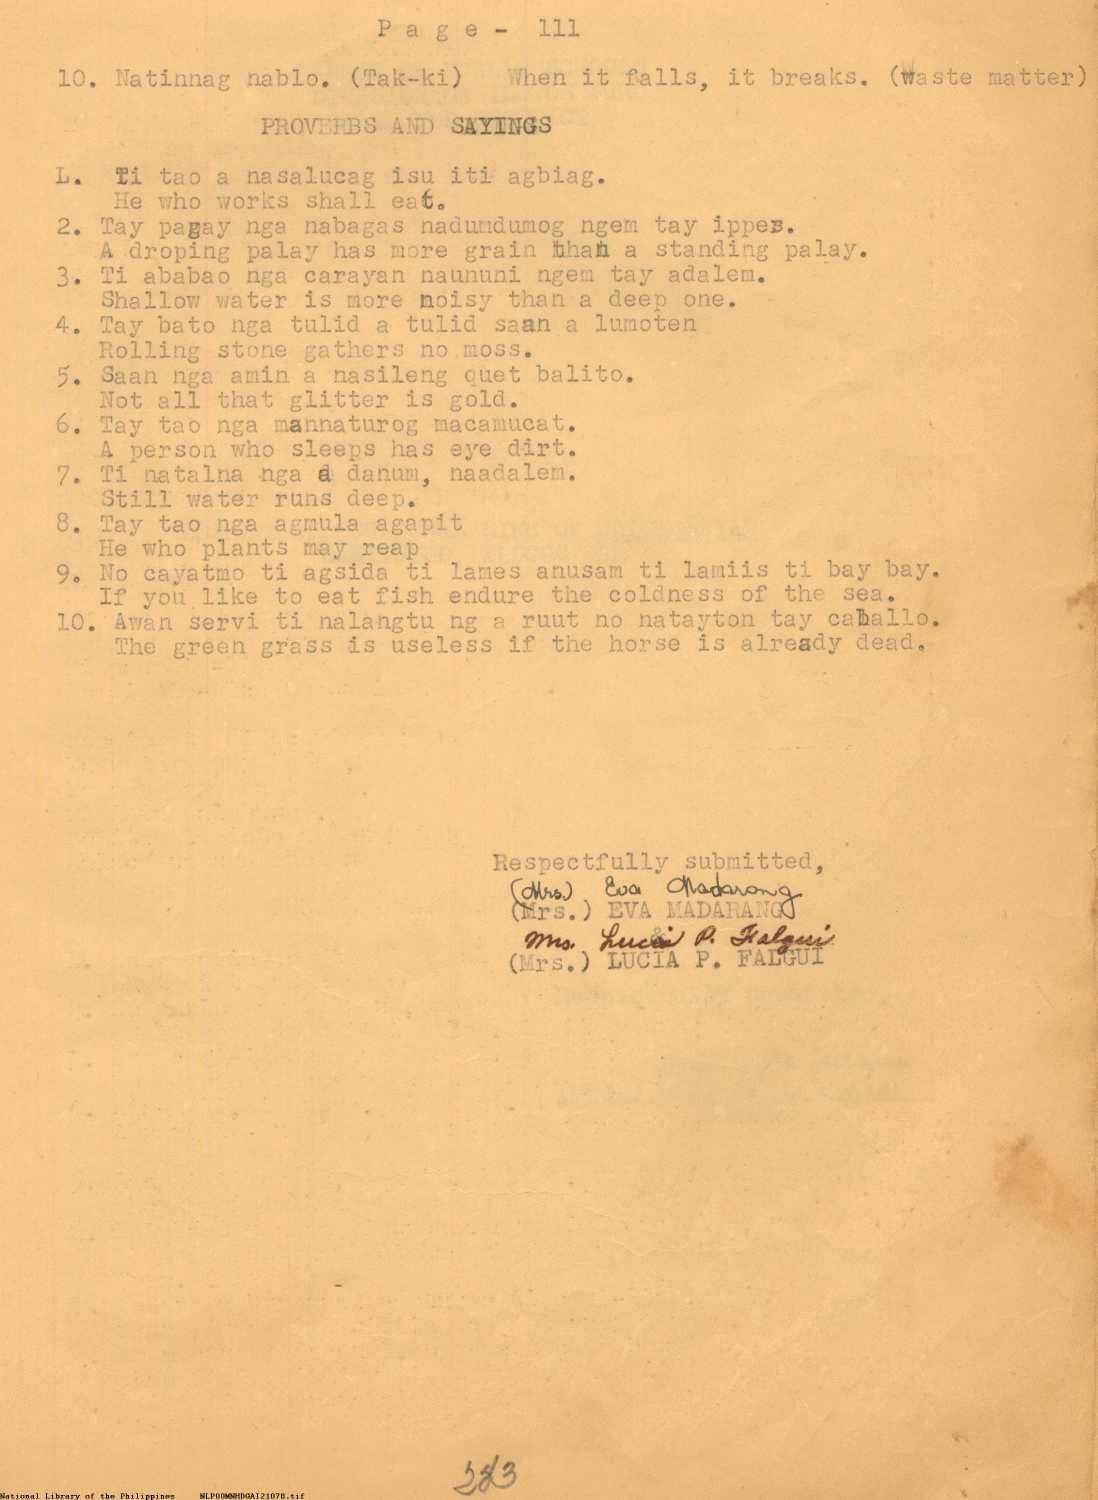 P a g e - 111
10. Natinnag nablo. (Tak-ki) When it falls, it breaks. (Waste matter)
PROVERBS AND SAYINGS
L. Ti tao a nasalucag isu iti agbiag.
He who works shall eat.
2. Tay pagay nga nabagas nadumdumog ngem tay ippes.
A droping palay has more grain than a standing palay.
3. Ti ababao nga carayan naununi ngem tay adalem.
Shallow water is more noisy than a deep one.
4. Tay bato nga tulid a tulid saan a lumoten
Rolling stone gathers no moss.
5. Saan nga amin a nasileng quet balito.
Not all that glitter is gold.
6. Tay tao nga mannaturog macamucat.
A person who sleeps has eye dirt.
7. Ti natalna nga a danum, naadalem.
Still water runs deep.
8. Tay tao nga agmula agapit
He who plants may reap
9. No cayatmo ti agsida ti lames anusam ti lamiis ti bay bay.
If you like to eat fish endure the coldness of the sea.
10. Awan servi ti nalangtu ng a ruut no natayton tay caballo.
The green grass is useless if the horse is already dead.
Respectfully submitted,
(Mrs.) Eva Madarang
(Mrs.) EVA MADARANG
&
Mrs. Lucia P. Falgui
(Mrs.) LUCIA P. FALGUI
National Library of the Philippines NLPOOMNHDGAI21078.tif